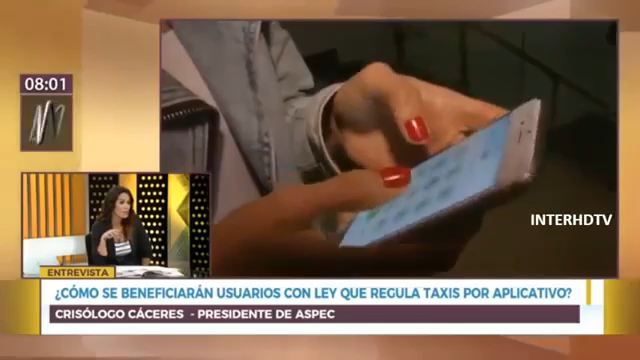 08:01
INTERHDTV
ENTREVISTA
¿CÓMO SE BENEFICIARÁN USUARIOS CON LEY QUE REGULA TAXIS POR APLICATIVO?
CRISÓLOGO CÁCERES - PRESIDENTE DE ASPEC